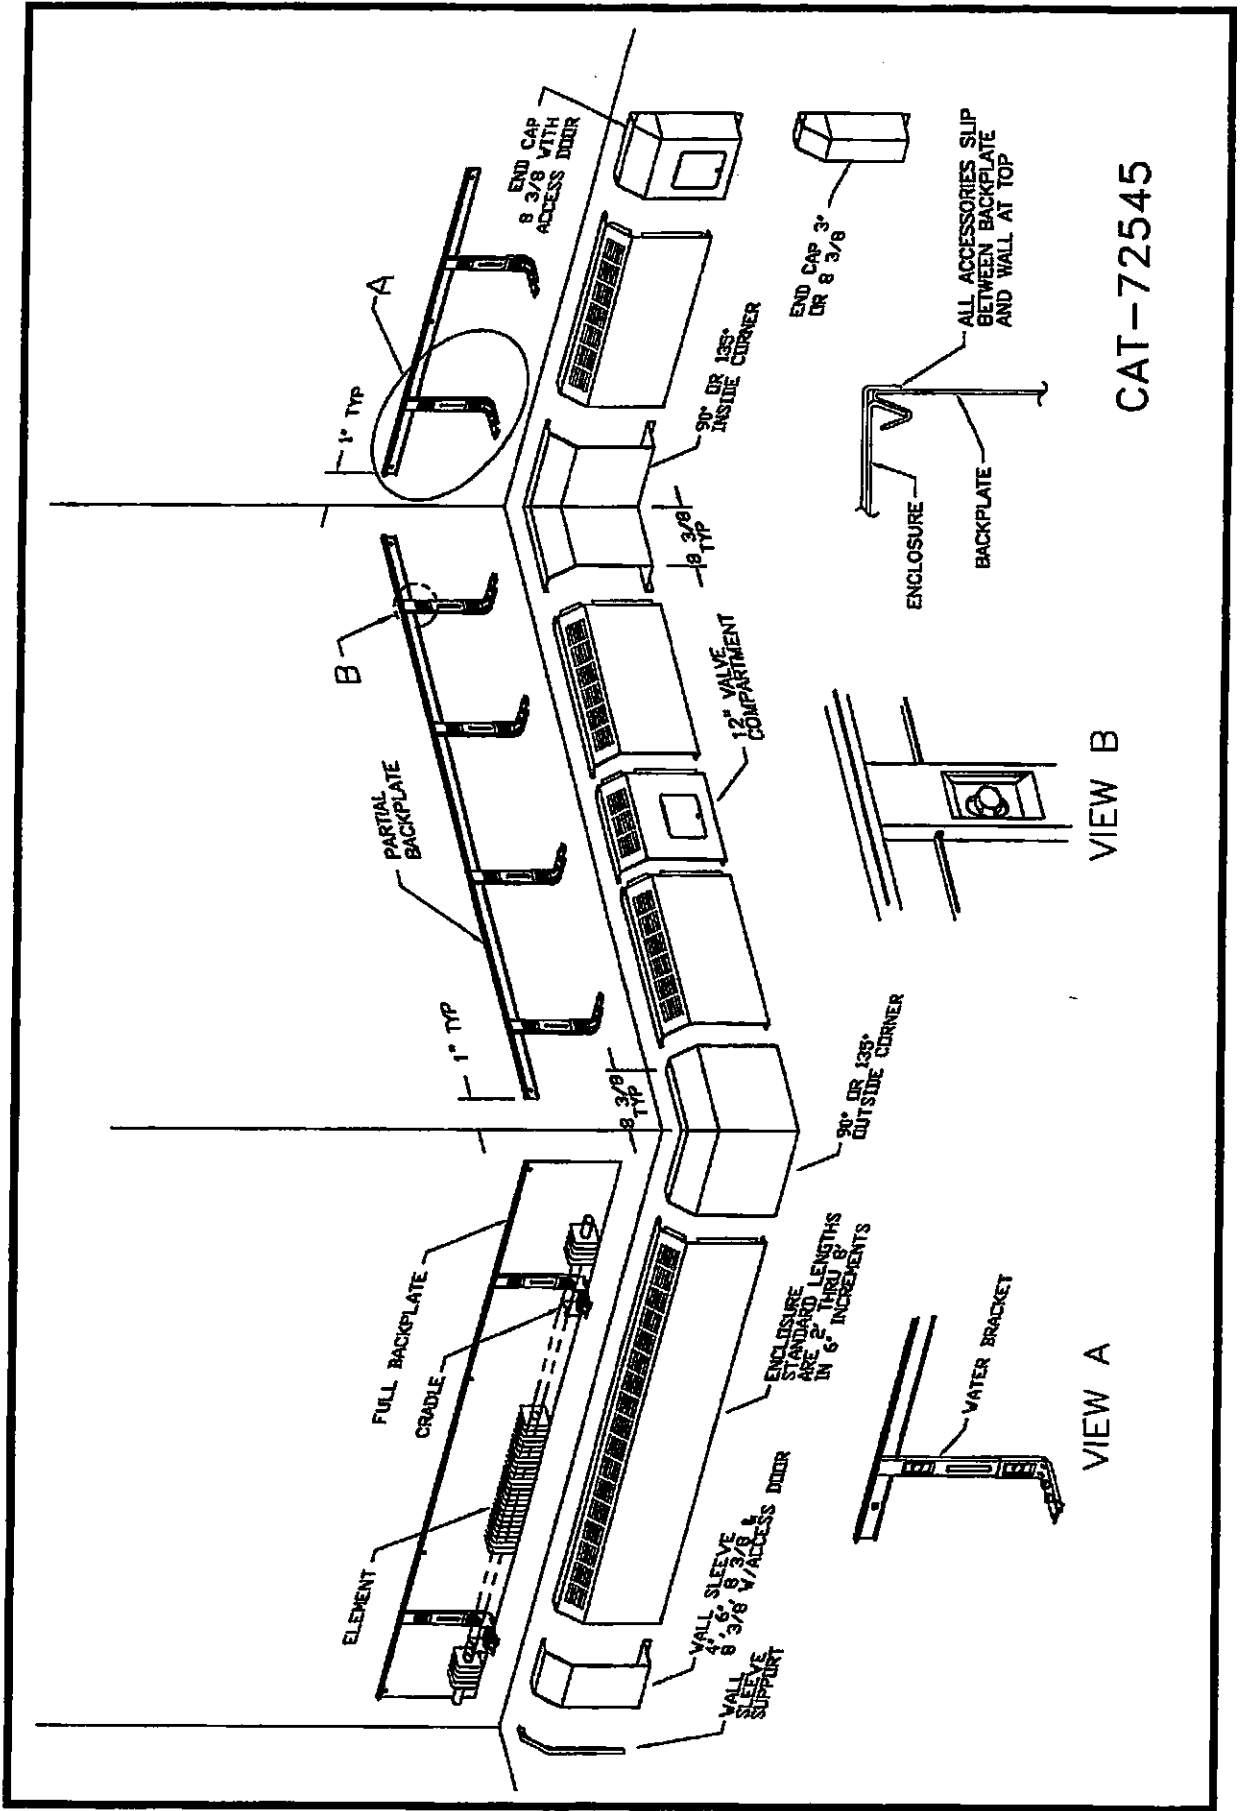 ELEMENT
CRADLE
FULL BACKPLATE
1" TYP
PARTIAL
BACKPLATE
B
1" TYP
A
END CAP
8 3/8 WITH
ACCESS DOOR
8 3/8
TYP
8 3/8
TYP
WALL
SLEEVE
SUPPORT
WALL SLEEVE
4", 6", 8 3/8 &
8 3/8 W/ACCESS DOOR
ENCLOSURE
STANDARD LENGTHS
ARE 2' THRU 8'
IN 6" INCREMENTS
90° OR 135°
OUTSIDE CORNER
12" VALVE
COMPARTMENT
90° OR 135°
INSIDE CORNER
END CAP 3"
OR 8 3/8
WATER BRACKET
VIEW A
VIEW B
ENCLOSURE
BACKPLATE
ALL ACCESSORIES SLIP
BETWEEN BACKPLATE
AND WALL AT TOP
CAT-72545